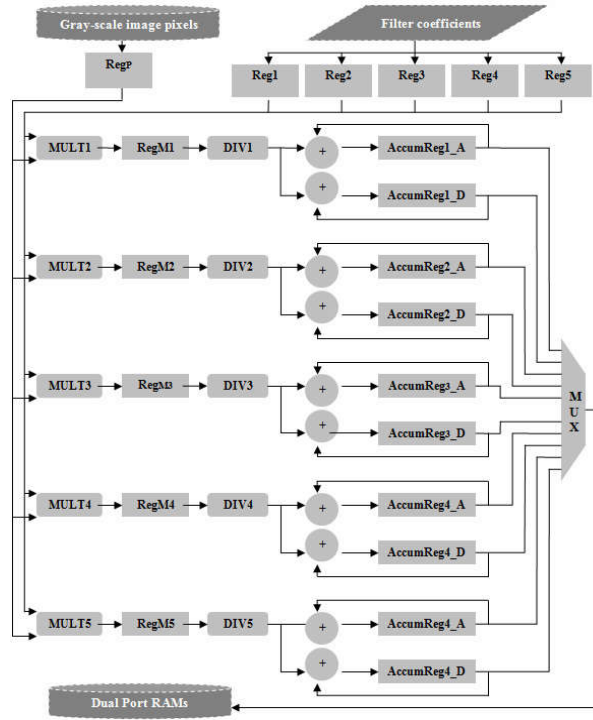 Gray-scale image pixels
Filter coefficients
RegP
Reg1
Reg2
Reg3
Reg4
Reg5
MULT1
RegM1
DIV1
+
AccumReg1_A
+
AccumReg1_D
MULT2
RegM2
DIV2
+
AccumReg2_A
+
AccumReg2_D
MULT3
RegM3
DIV3
+
AccumReg3_A
+
AccumReg3_D
M
U
X
MULT4
RegM4
DIV4
+
AccumReg4_A
+
AccumReg4_D
MULT5
RegM5
DIV5
+
AccumReg4_A
+
AccumReg4_D
Dual Port RAMs